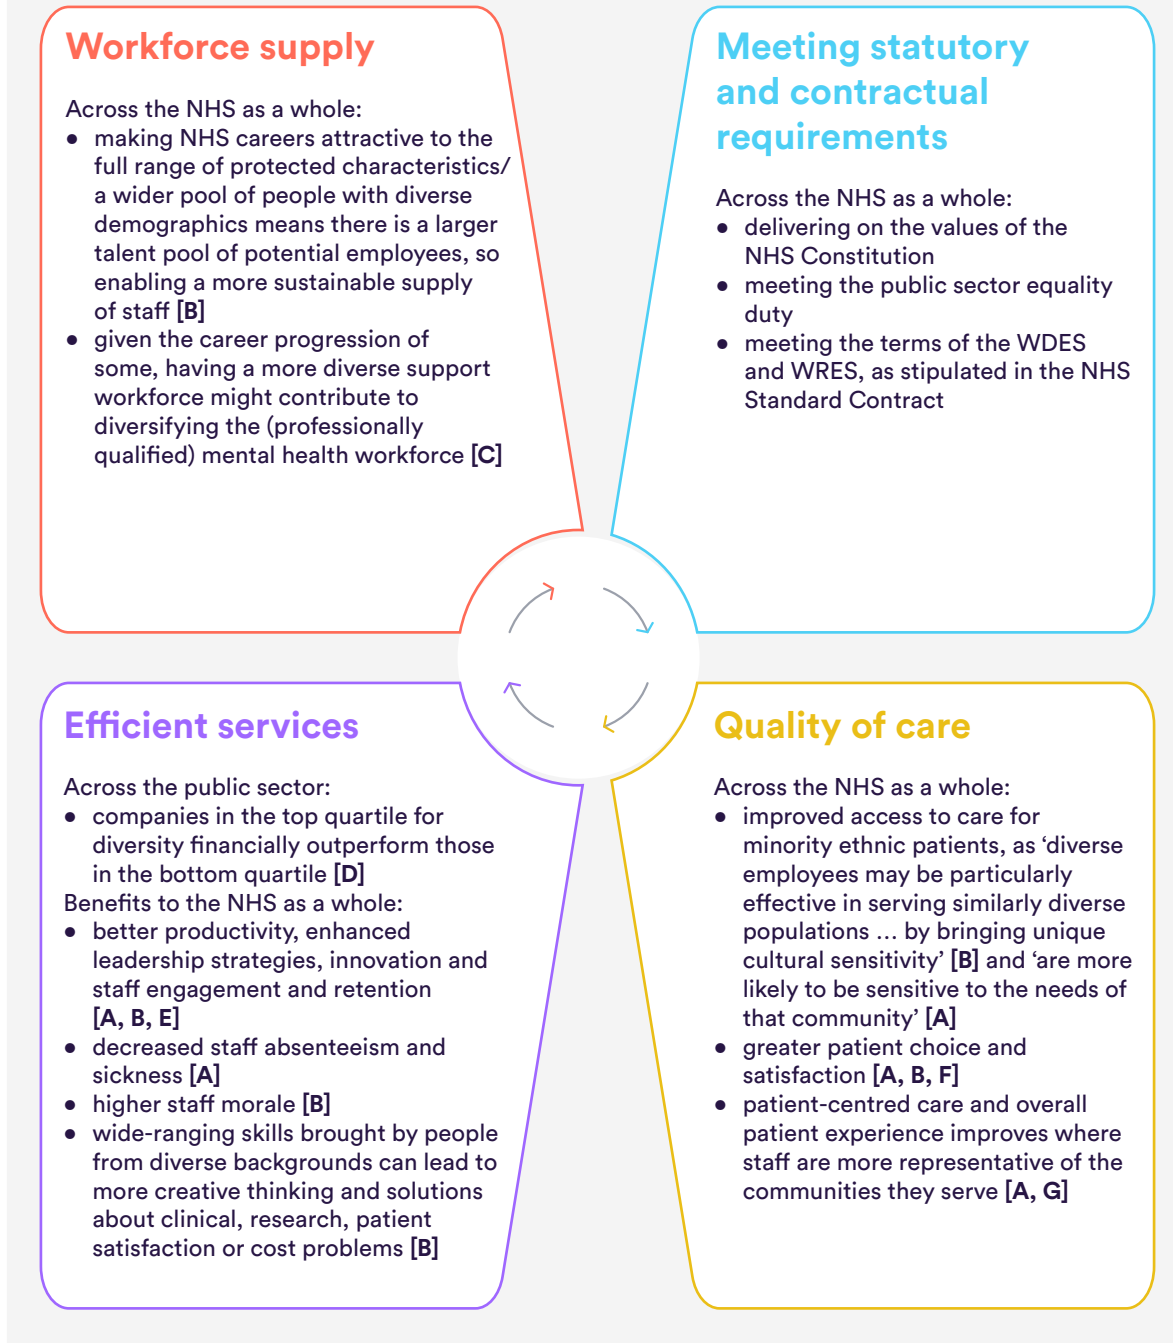 Workforce supply
Across the NHS as a whole:
• making NHS careers attractive to the
full range of protected characteristics/
a wider pool of people with diverse
demographics means there is a larger
talent pool of potential employees, so
enabling a more sustainable supply
of staff [B]
• given the career progression of
some, having a more diverse support
workforce might contribute to
diversifying the (professionally
qualified) mental health workforce [C]
Meeting statutory
and contractual
requirements
Across the NHS as a whole:
• delivering on the values of the
NHS Constitution
• meeting the public sector equality
duty
• meeting the terms of the WDES
and WRES, as stipulated in the NHS
Standard Contract
Efficient services
Across the public sector:
• companies in the top quartile for
diversity financially outperform those
in the bottom quartile [D]
Benefits to the NHS as a whole:
• better productivity, enhanced
leadership strategies, innovation and
staff engagement and retention
[A, B, E]
• decreased staff absenteeism and
sickness [A]
• higher staff morale [B]
• wide-ranging skills brought by people
from diverse backgrounds can lead to
more creative thinking and solutions
about clinical, research, patient
satisfaction or cost problems [B]
Quality of care
Across the NHS as a whole:
• improved access to care for
minority ethnic patients, as ‘diverse
employees may be particularly
effective in serving similarly diverse
populations … by bringing unique
cultural sensitivity’ [B] and ‘are more
likely to be sensitive to the needs of
that community’ [A]
• greater patient choice and
satisfaction [A, B, F]
• patient-centred care and overall
patient experience improves where
staff are more representative of the
communities they serve [A, G]